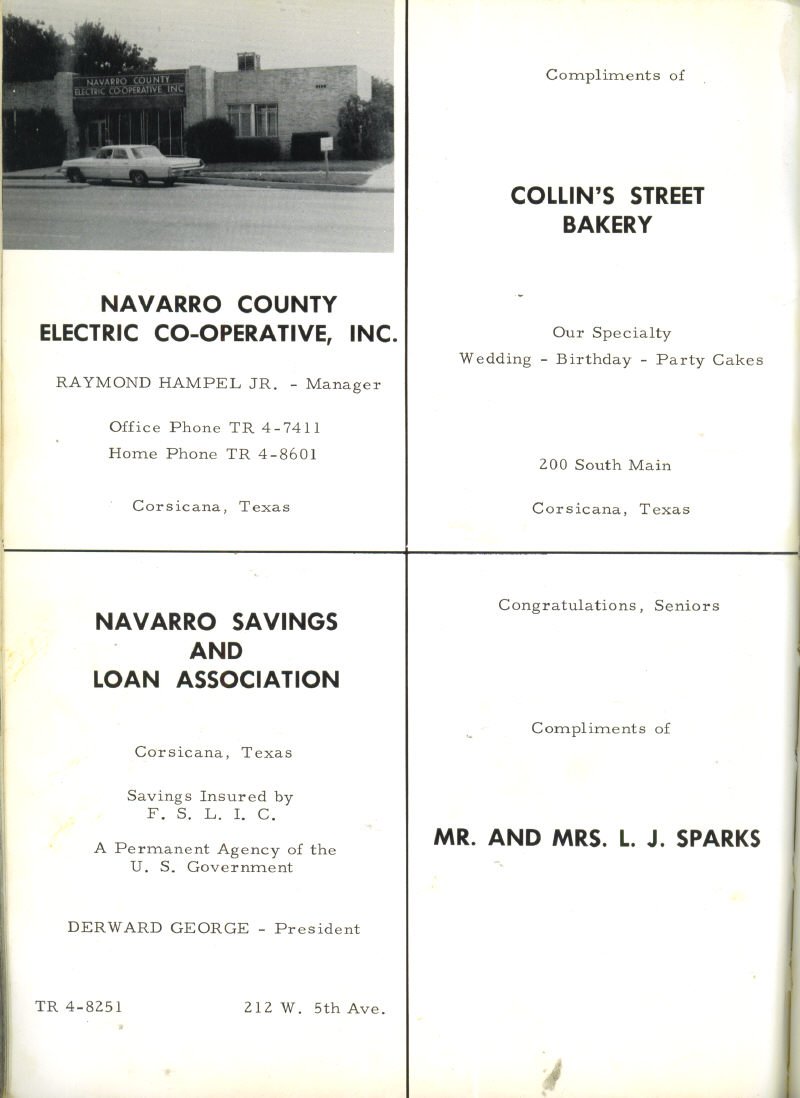 NAVARRO COUNTY
ELECTRIC CO-OPERATIVE INC
NAVARRO COUNTY
ELECTRIC CO-OPERATIVE, INC.
RAYMOND HAMPEL JR. - Manager
Office Phone TR 4-7411
Home Phone TR 4-8601
Corsicana, Texas
Compliments of
COLLIN'S STREET
BAKERY
Our Specialty
Wedding - Birthday - Party Cakes
200 South Main
Corsicana, Texas
NAVARRO SAVINGS
AND
LOAN ASSOCIATION
Corsicana, Texas
Savings Insured by
F. S. L. I. C.
A Permanent Agency of the
U. S. Government
DERWARD GEORGE - President
TR 4-8251 212 W. 5th Ave.
Congratulations, Seniors
Compliments of
MR. AND MRS. L. J. SPARKS